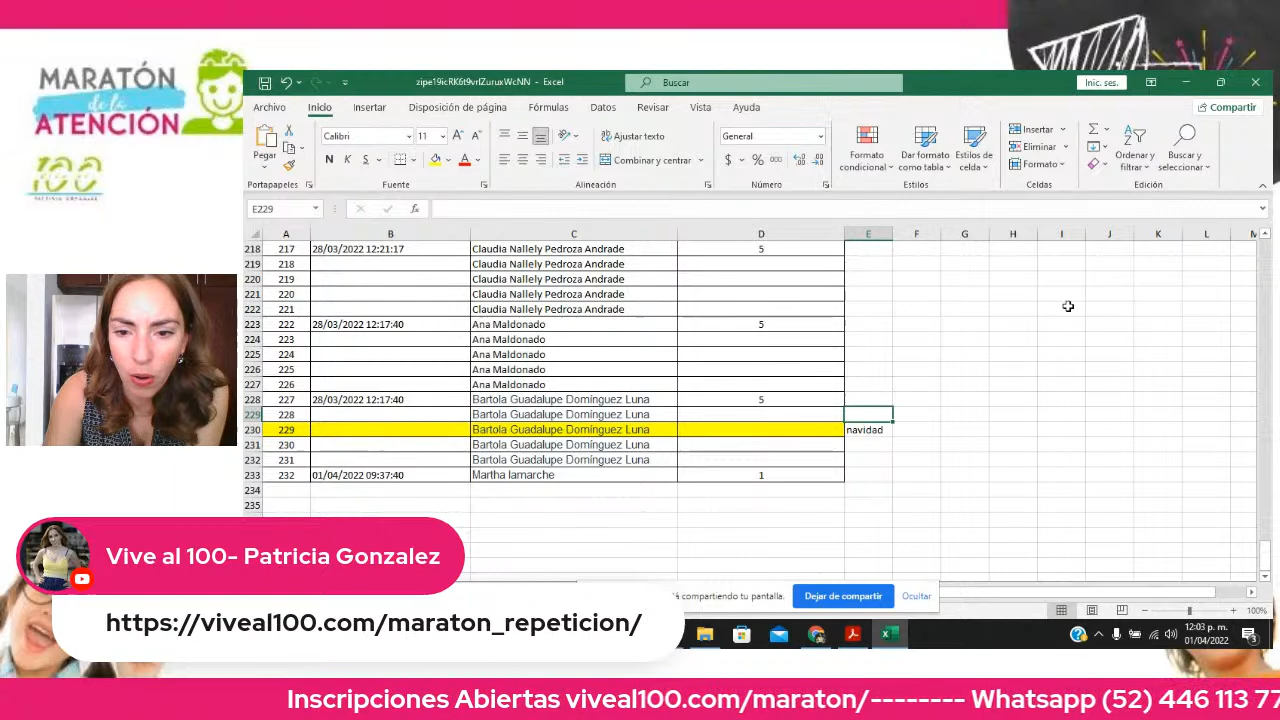 MARATÓN
de la
ATENCIÓN
100
zipe19icRK6t9vrlZuruxWcNN - Excel
Buscar
Inic. ses.
Archivo Inicio Insertar Disposición de página Fórmulas Datos Revisar Vista Ayuda
Compartir
Pegar
Calibri 11
N K S
Ajustar texto
Combinar y centrar
General
$ % 000
Formato condicional
Dar formato como tabla
Estilos de celda
Insertar
Eliminar
Formato
Ordenar y filtrar
Buscar y seleccionar
Portapapeles Fuente Alineación Número Estilos Celdas Edición
E229 fx
A B C D E F G H I J K L M
218 217 28/03/2022 12:21:17 Claudia Nallely Pedroza Andrade 5
219 218 Claudia Nallely Pedroza Andrade
220 219 Claudia Nallely Pedroza Andrade
221 220 Claudia Nallely Pedroza Andrade
222 221 Claudia Nallely Pedroza Andrade
223 222 28/03/2022 12:17:40 Ana Maldonado 5
224 223 Ana Maldonado
225 224 Ana Maldonado
226 225 Ana Maldonado
227 226 Ana Maldonado
228 227 28/03/2022 12:17:40 Bartola Guadalupe Domínguez Luna 5
229 228 Bartola Guadalupe Domínguez Luna
230 229 Bartola Guadalupe Domínguez Luna navidad
231 230 Bartola Guadalupe Domínguez Luna
232 231 Bartola Guadalupe Domínguez Luna
233 232 01/04/2022 09:37:40 Martha lamarche 1
234
235
Vive al 100- Patricia Gonzalez
https://viveal100.com/maraton_repeticion/
compartiendo tu pantalla.
Dejar de compartir
Ocultar
100%
12:03 p. m.
01/04/2022
3
Inscripciones Abiertas viveal100.com/maraton/-------- Whatsapp (52) 446 113 77